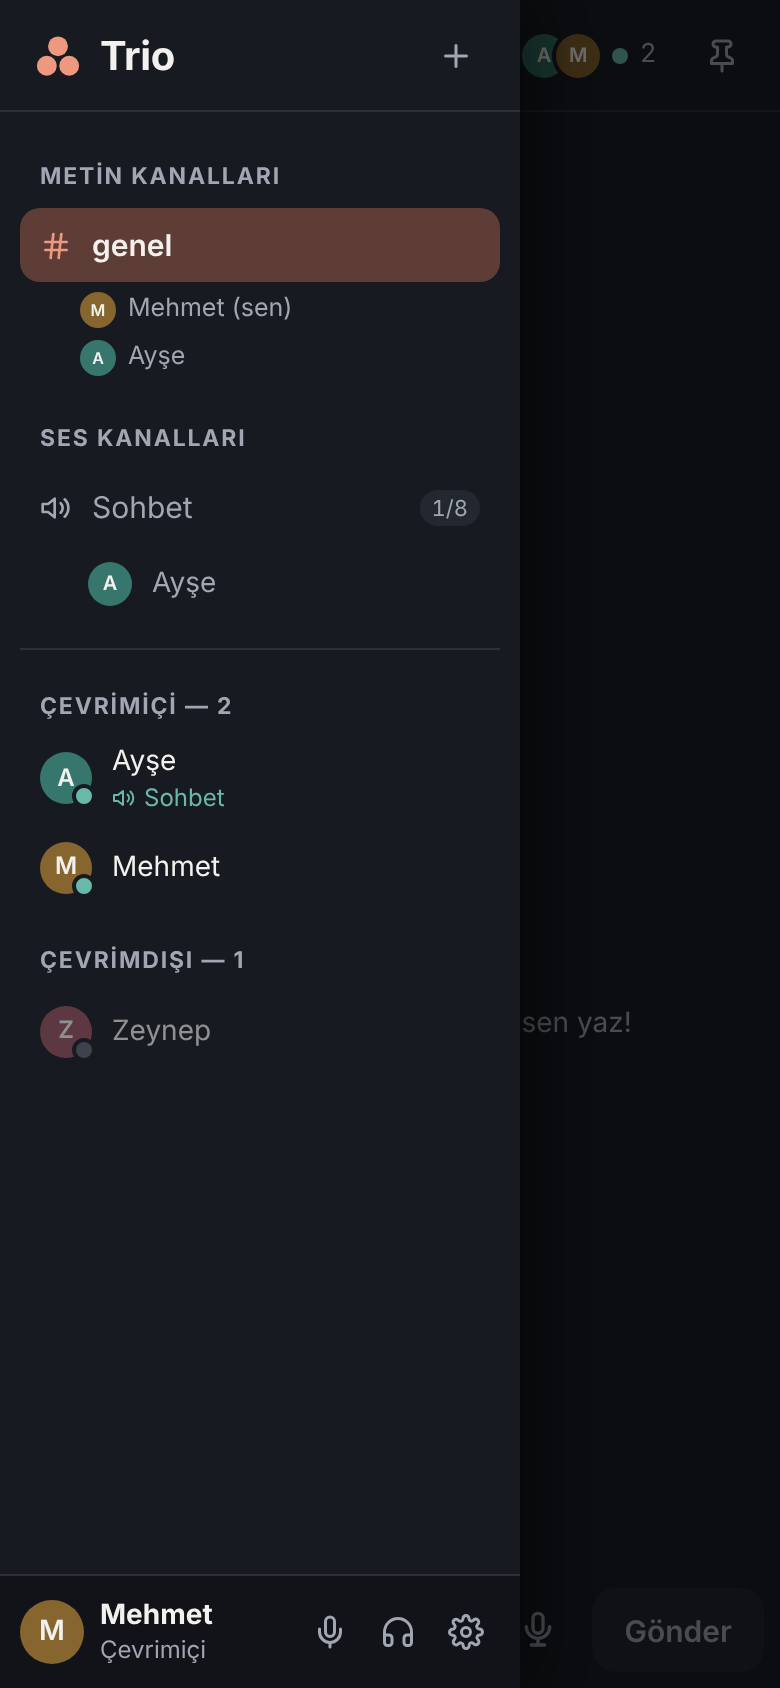 Trio
A M 2
METİN KANALLARI
genel
M Mehmet (sen)
A Ayşe
SES KANALLARI
Sohbet 1/8
A Ayşe
ÇEVRİMİÇİ — 2
A Ayşe
Sohbet
M Mehmet
ÇEVRİMDIŞI — 1
Z Zeynep
sen yaz!
M Mehmet
Çevrimiçi
Gönder